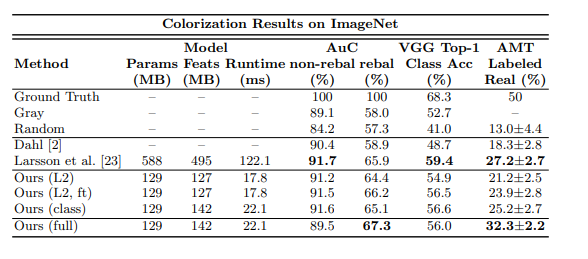 Colorization Results on ImageNet
Model AuC VGG Top-1 AMT
Method Params Feats Runtime non-rebal rebal Class Acc Labeled
(MB) (MB) (ms) (%) (%) (%) Real (%)
Ground Truth – – – 100 100 68.3 50
Gray – – – 89.1 58.0 52.7 –
Random – – – 84.2 57.3 41.0 13.0±4.4
Dahl [2] – – – 90.4 58.9 48.7 18.3±2.8
Larsson et al. [23] 588 495 122.1 91.7 65.9 59.4 27.2±2.7
Ours (L2) 129 127 17.8 91.2 64.4 54.9 21.2±2.5
Ours (L2, ft) 129 127 17.8 91.5 66.2 56.5 23.9±2.8
Ours (class) 129 142 22.1 91.6 65.1 56.6 25.2±2.7
Ours (full) 129 142 22.1 89.5 67.3 56.0 32.3±2.2